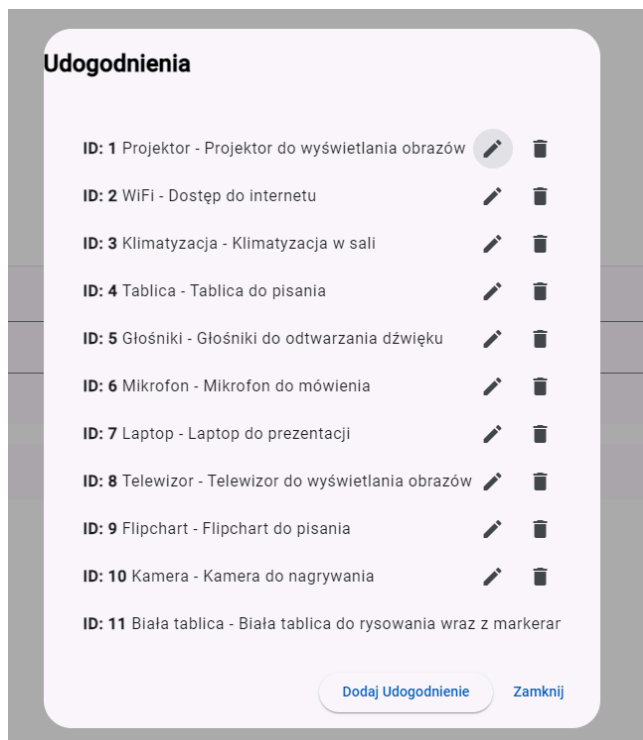 Udogodnienia
ID: 1 Projektor - Projektor do wyświetlania obrazów
ID: 2 WiFi - Dostęp do internetu
ID: 3 Klimatyzacja - Klimatyzacja w sali
ID: 4 Tablica - Tablica do pisania
ID: 5 Głośniki - Głośniki do odtwarzania dźwięku
ID: 6 Mikrofon - Mikrofon do mówienia
ID: 7 Laptop - Laptop do prezentacji
ID: 8 Telewizor - Telewizor do wyświetlania obrazów
ID: 9 Flipchart - Flipchart do pisania
ID: 10 Kamera - Kamera do nagrywania
ID: 11 Biała tablica - Biała tablica do rysowania wraz z
Dodaj Udogodnienie Zamknij